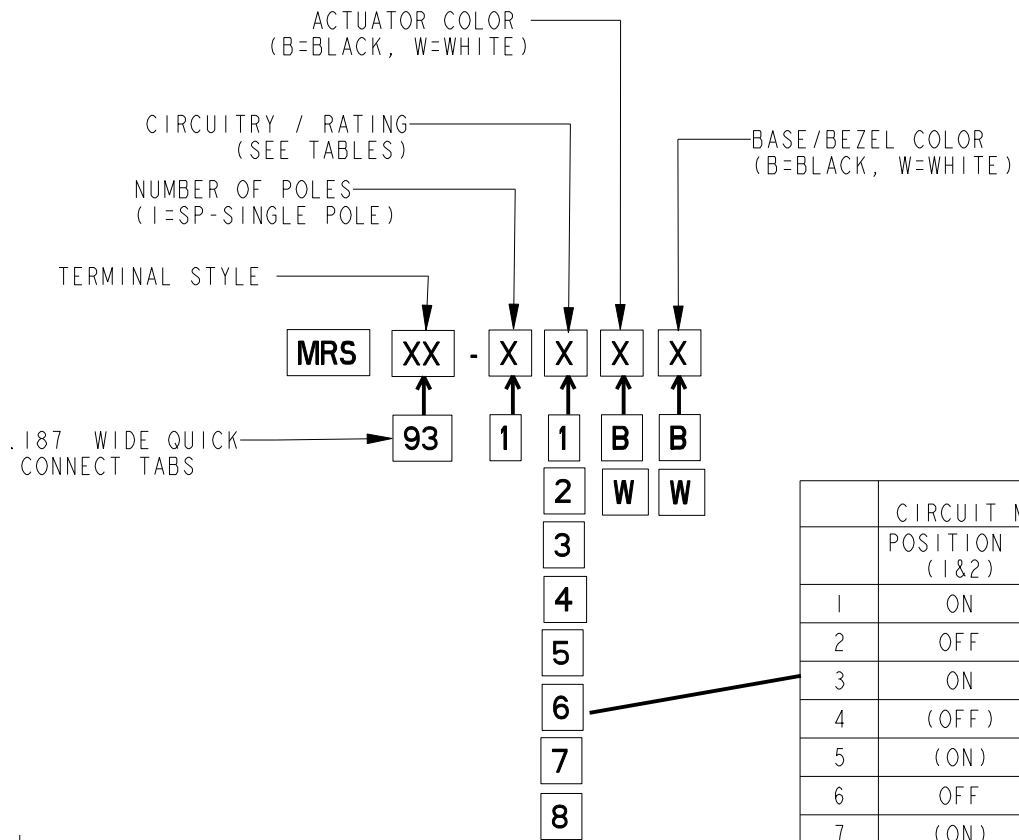 ACTUATOR COLOR
(B=BLACK, W=WHITE)
CIRCUITRY / RATING
(SEE TABLES)
BASE/BEZEL COLOR
(B=BLACK, W=WHITE)
NUMBER OF POLES
(1=SP-SINGLE POLE)
TERMINAL STYLE
MRS XX - X X X X
.187 WIDE QUICK
CONNECT TABS
93 1 1 B B
2 W W
3
4
5
6
7
8
CIRCUIT
POSITION
(1&2)
1 ON
2 OFF
3 ON
4 (OFF)
5 (ON)
6 OFF
7 (ON)